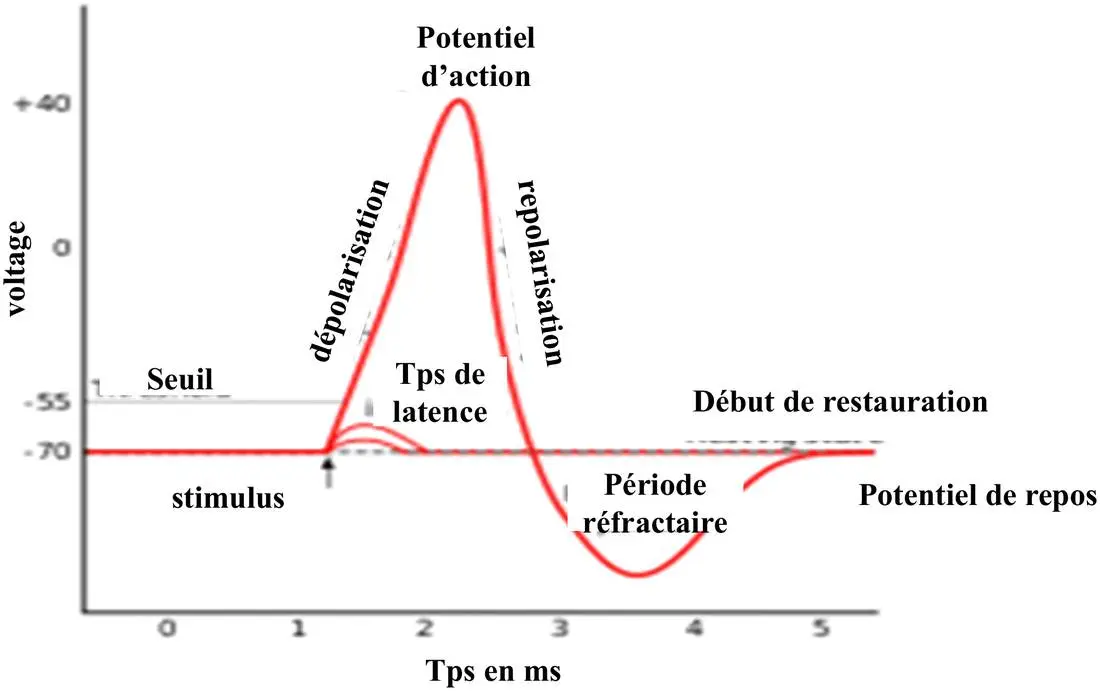 Potentiel
d’action
+40
dépolarisation
repolarisation
voltage
0
Seuil
-55
Tps de
latence
Début de restauration
-70
stimulus
Période
réfractaire
Potentiel de repos
0 1 2 3 4 5
Tps en ms